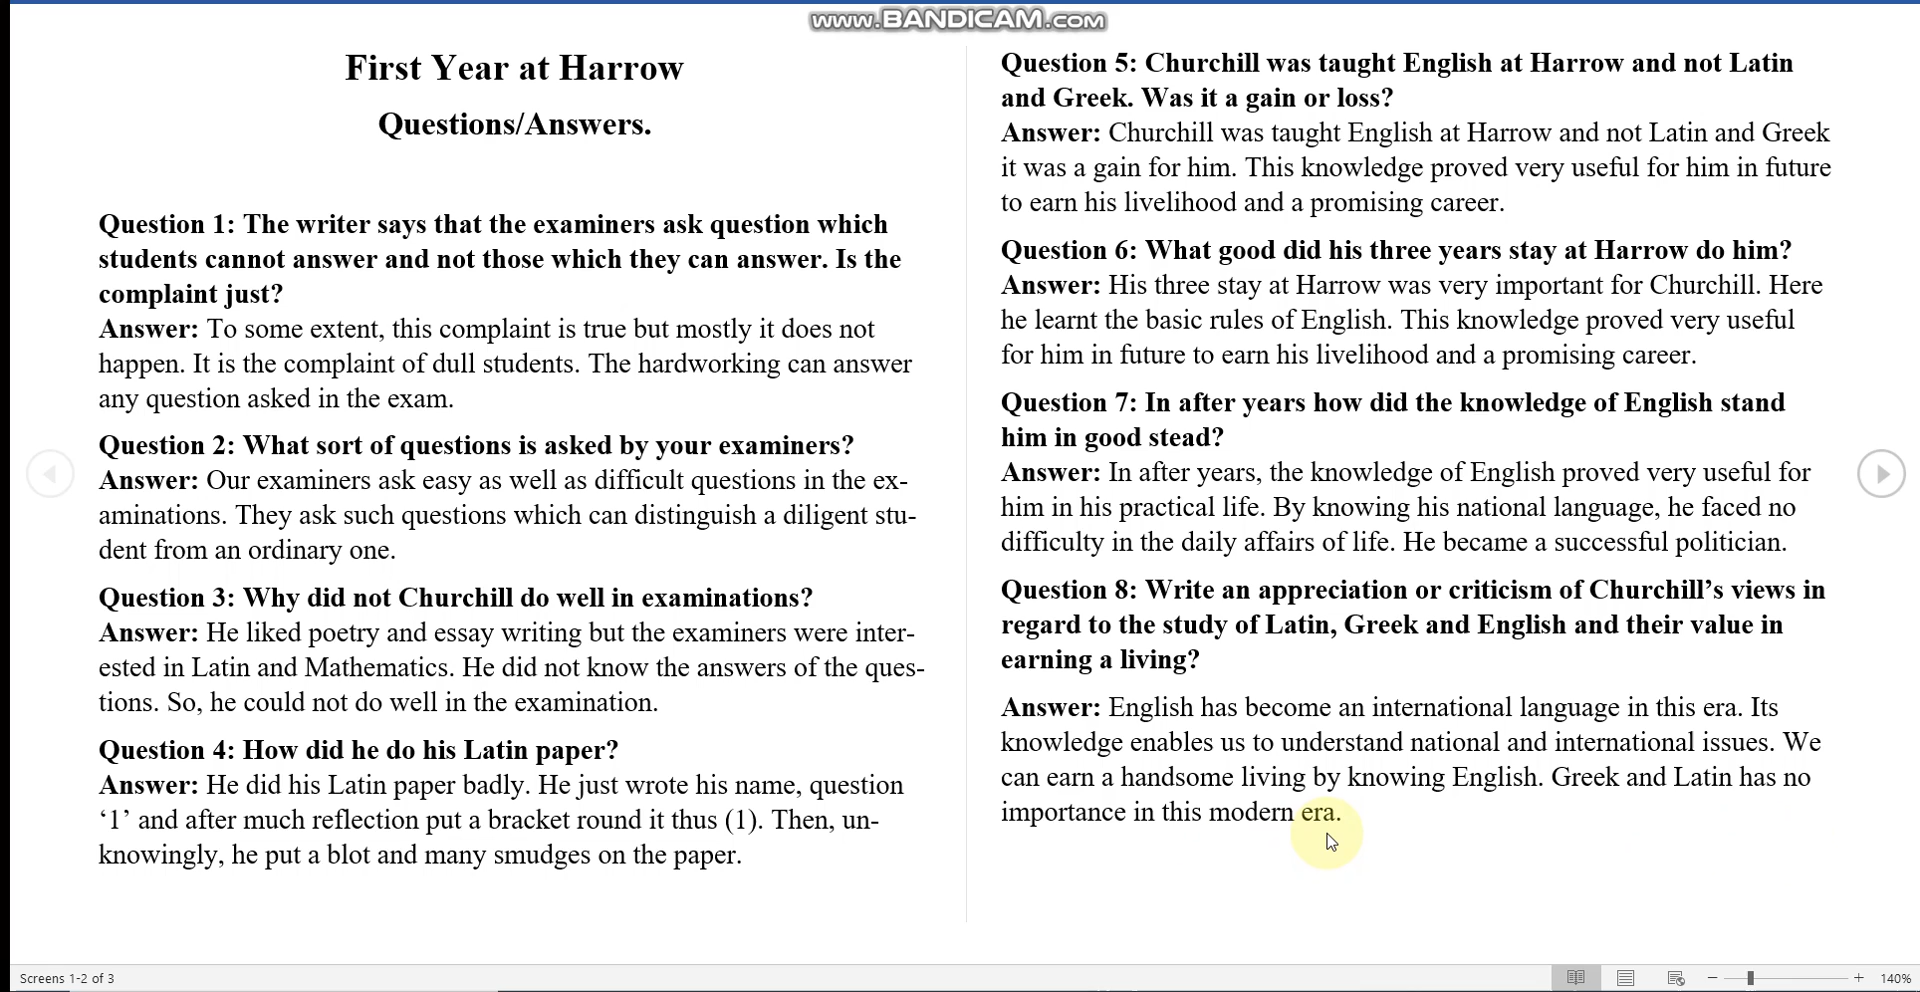 www.BANDICAM.com
First Year at Harrow
Questions/Answers.
Question 1: The writer says that the examiners ask question which
students cannot answer and not those which they can answer. Is the
complaint just?
Answer: To some extent, this complaint is true but mostly it does not
happen. It is the complaint of dull students. The hardworking can answer
any question asked in the exam.
Question 2: What sort of questions is asked by your examiners?
Answer: Our examiners ask easy as well as difficult questions in the ex-
aminations. They ask such questions which can distinguish a diligent stu-
dent from an ordinary one.
Question 3: Why did not Churchill do well in examinations?
Answer: He liked poetry and essay writing but the examiners were inter-
ested in Latin and Mathematics. He did not know the answers of the ques-
tions. So, he could not do well in the examination.
Question 4: How did he do his Latin paper?
Answer: He did his Latin paper badly. He just wrote his name, question
‘1’ and after much reflection put a bracket round it thus (1). Then, un-
knowingly, he put a blot and many smudges on the paper.
Question 5: Churchill was taught English at Harrow and not Latin
and Greek. Was it a gain or loss?
Answer: Churchill was taught English at Harrow and not Latin and Greek
it was a gain for him. This knowledge proved very useful for him in future
to earn his livelihood and a promising career.
Question 6: What good did his three years stay at Harrow do him?
Answer: His three stay at Harrow was very important for Churchill. Here
he learnt the basic rules of English. This knowledge proved very useful
for him in future to earn his livelihood and a promising career.
Question 7: In after years how did the knowledge of English stand
him in good stead?
Answer: In after years, the knowledge of English proved very useful for
him in his practical life. By knowing his national language, he faced no
difficulty in the daily affairs of life. He became a successful politician.
Question 8: Write an appreciation or criticism of Churchill’s views in
regard to the study of Latin, Greek and English and their value in
earning a living?
Answer: English has become an international language in this era. Its
knowledge enables us to understand national and international issues. We
can earn a handsome living by knowing English. Greek and Latin has no
importance in this modern era.
Screens 1-2 of 3
140%